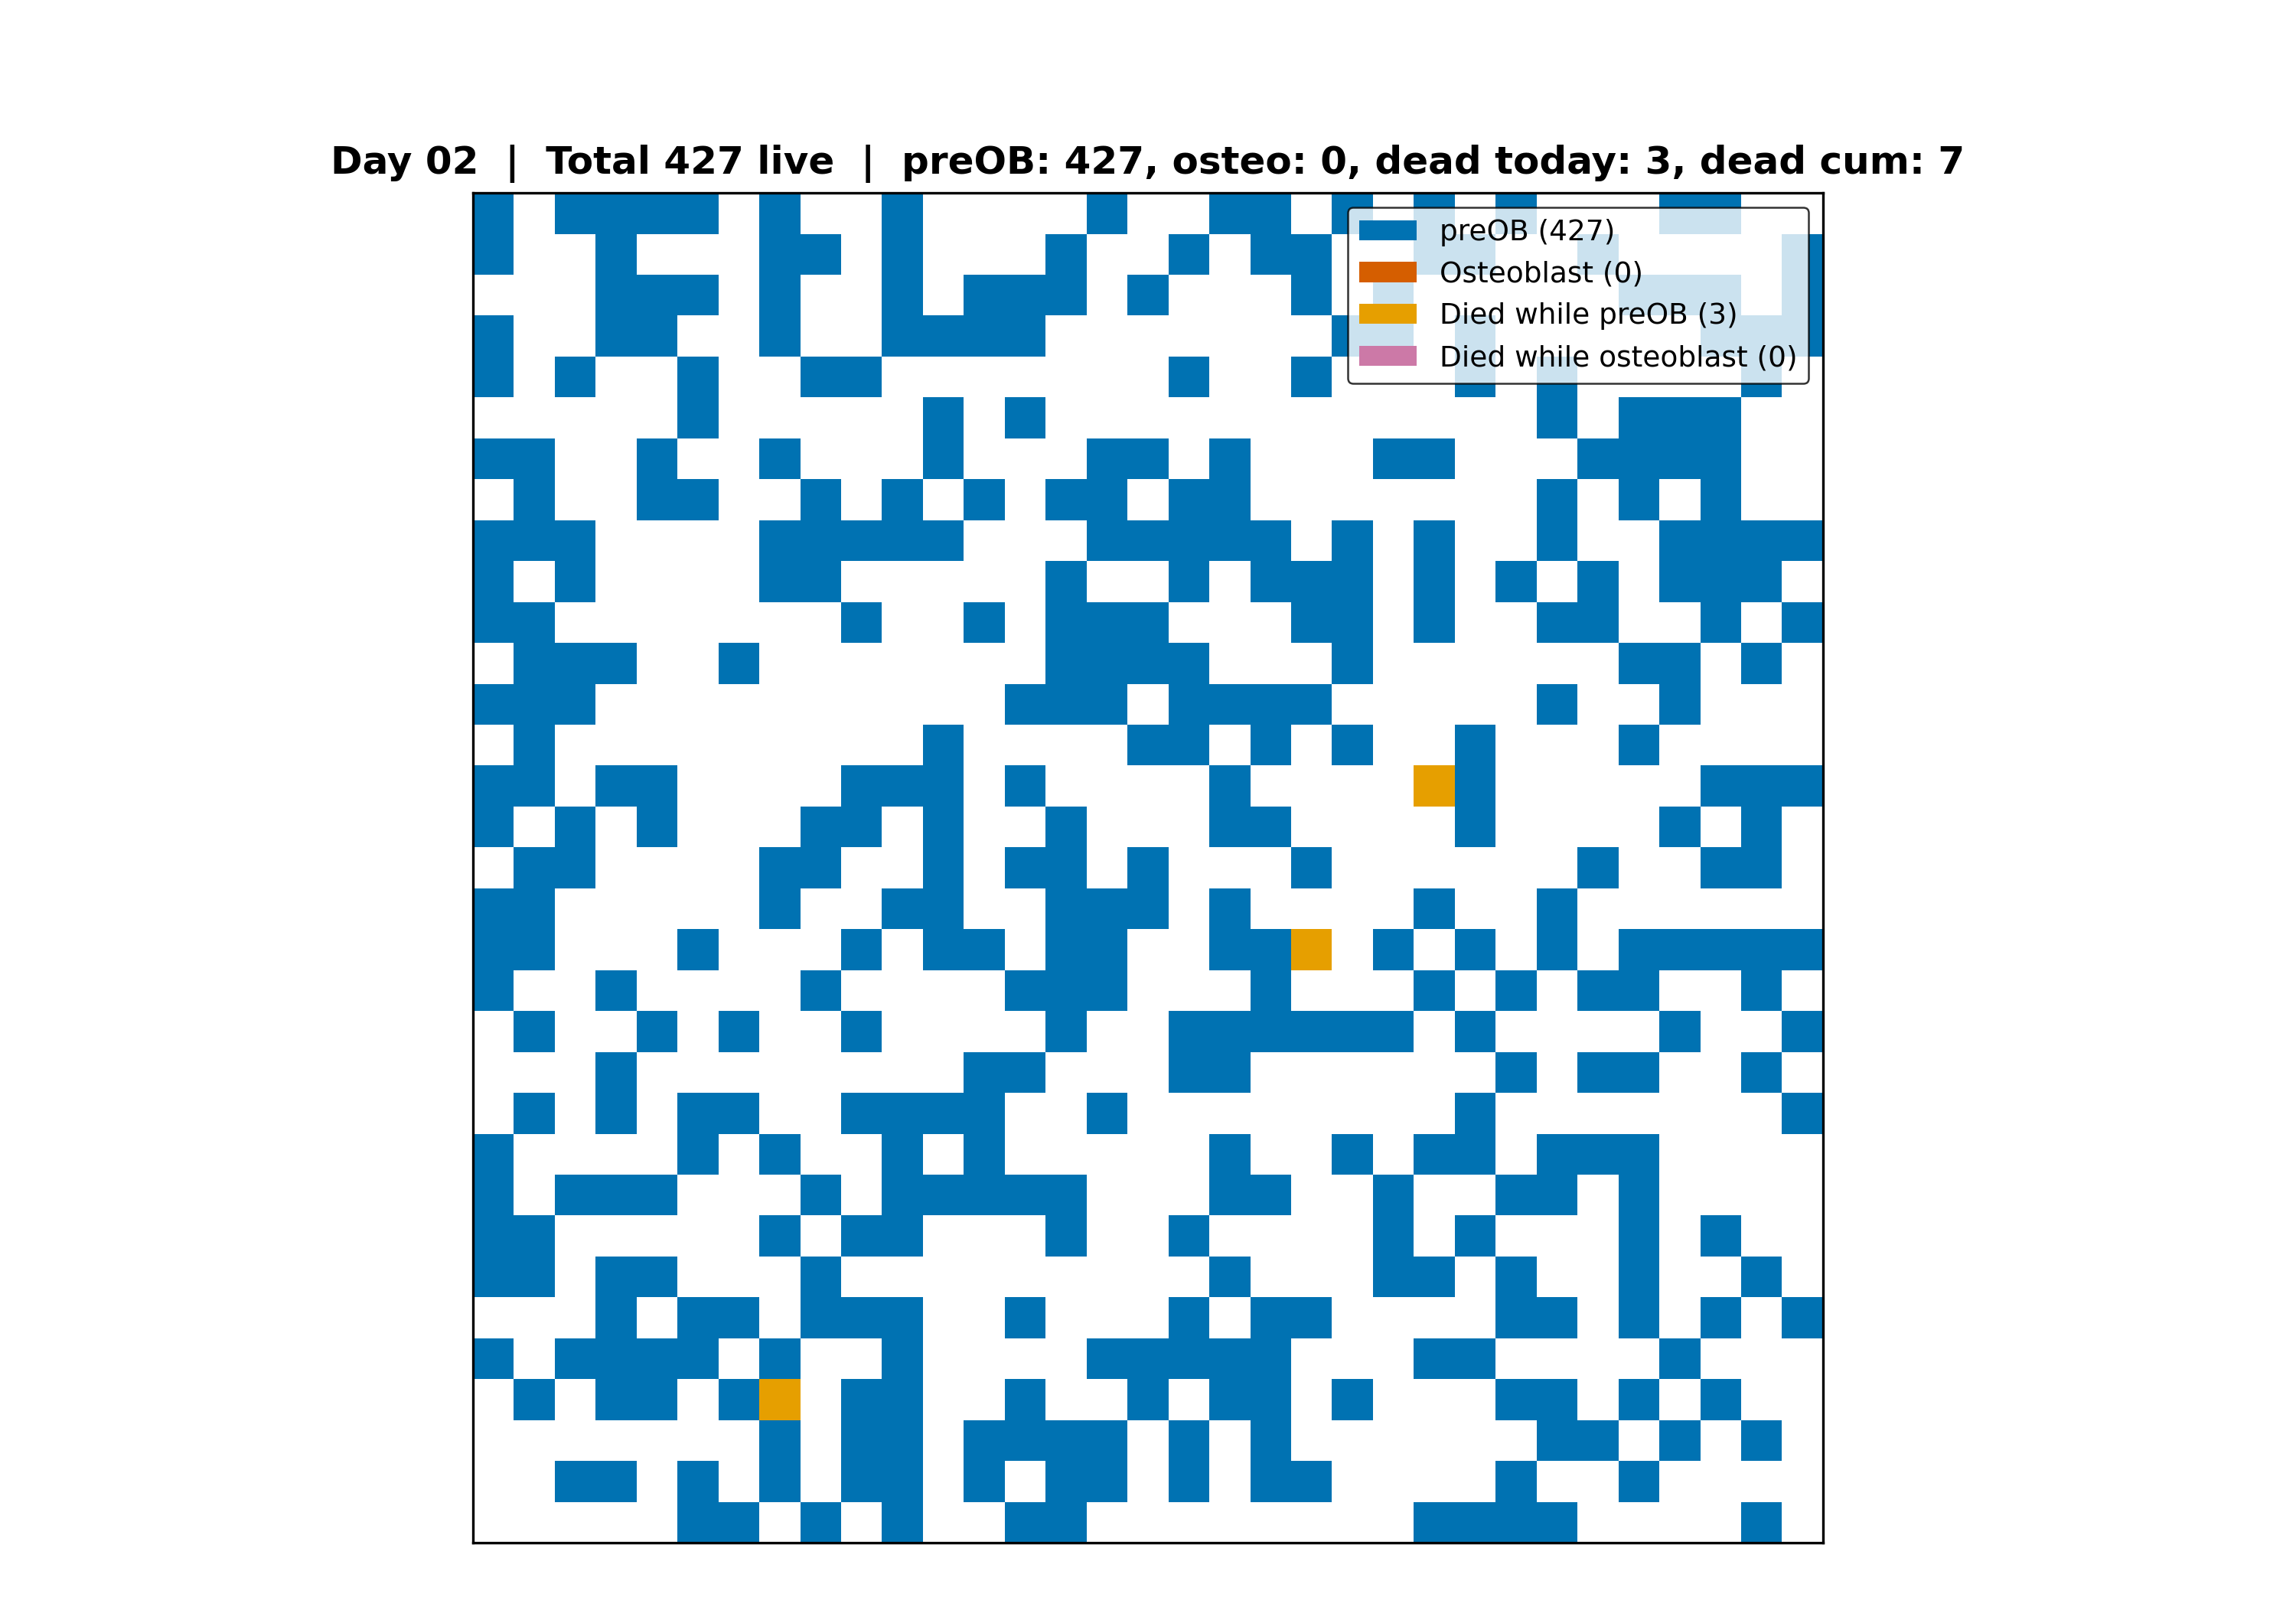 Day 02 | Total 427 live | preOB: 427, osteo: 0, dead today: 3, dead cum: 7
preOB (427)
Osteoblast (0)
Died while preOB (3)
Died while osteoblast (0)